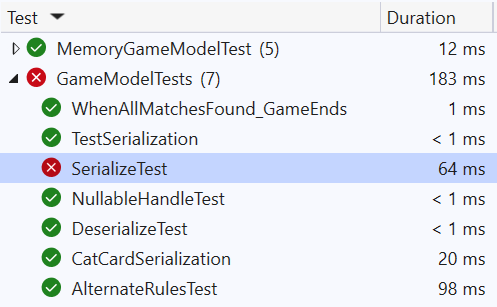 Test Duration
MemoryGameModelTest (5) 12 ms
GameModelTests (7) 183 ms
WhenAllMatchesFound_GameEnds 1 ms
TestSerialization < 1 ms
SerializeTest 64 ms
NullableHandleTest < 1 ms
DeserializeTest < 1 ms
CatCardSerialization 20 ms
AlternateRulesTest 98 ms